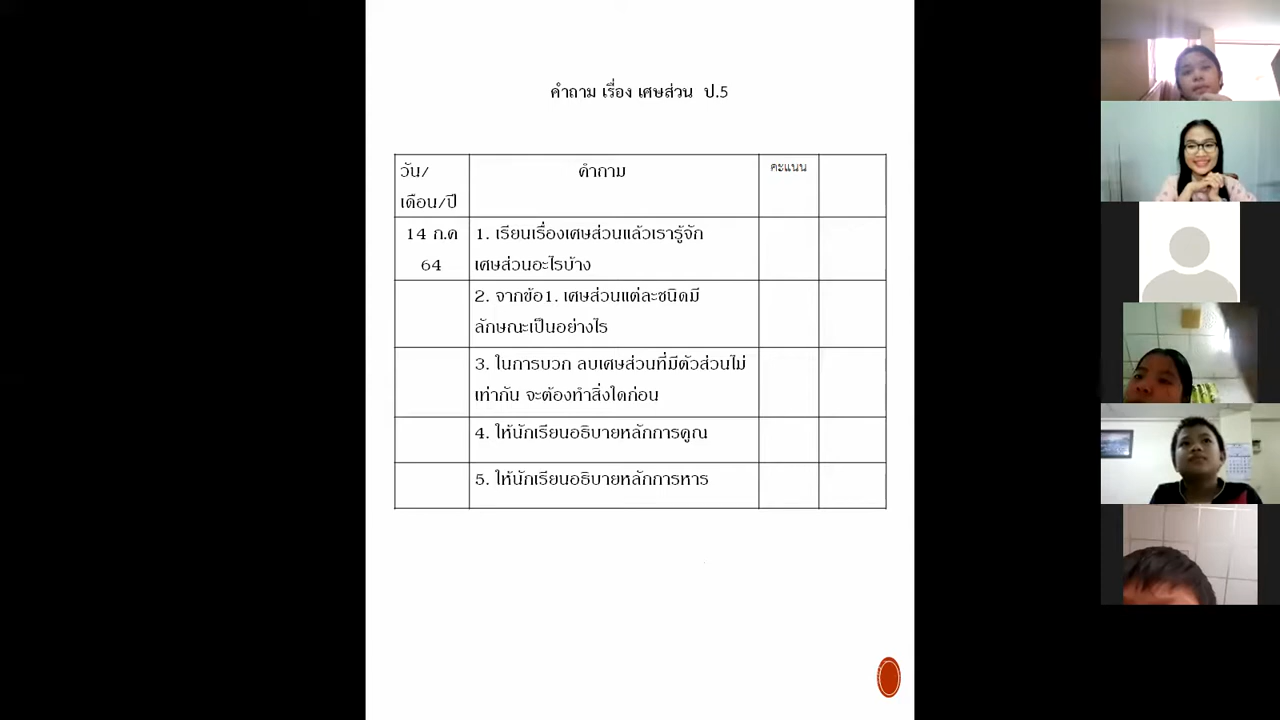 คำถาม เรื่อง เศษส่วน ป.5
วัน/
เดือน/ปี
คำถาม
คะแนน
14 ก.ค
64
1. เรียนเรื่องเศษส่วนแล้วเรารู้จัก
เศษส่วนอะไรบ้าง
2. จากข้อ1. เศษส่วนแต่ละชนิดมี
ลักษณะเป็นอย่างไร
3. ในการบวก ลบเศษส่วนที่มีตัวส่วนไม่
เท่ากัน จะต้องทำสิ่งใดก่อน
4. ให้นักเรียนอธิบายหลักการคูณ
5. ให้นักเรียนอธิบายหลักการหาร